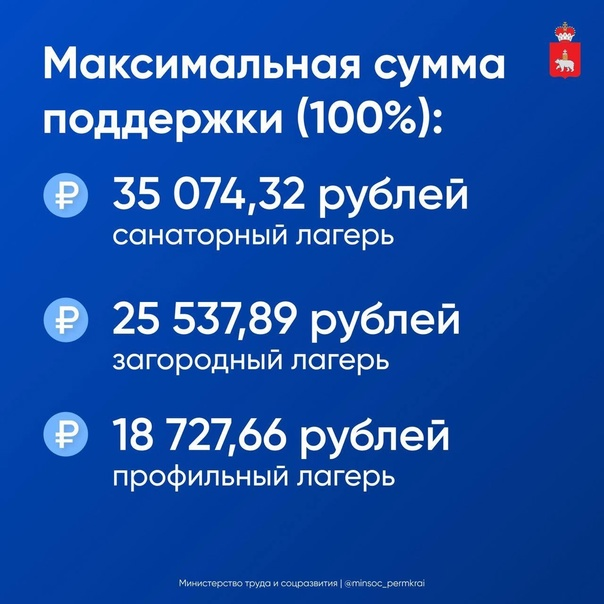 Максимальная сумма
поддержки (100%):
₽ 35 074,32 рублей
санаторный лагерь
₽ 25 537,89 рублей
загородный лагерь
₽ 18 727,66 рублей
профильный лагерь
Министерство труда и соцразвития | @minsoc_permkrai